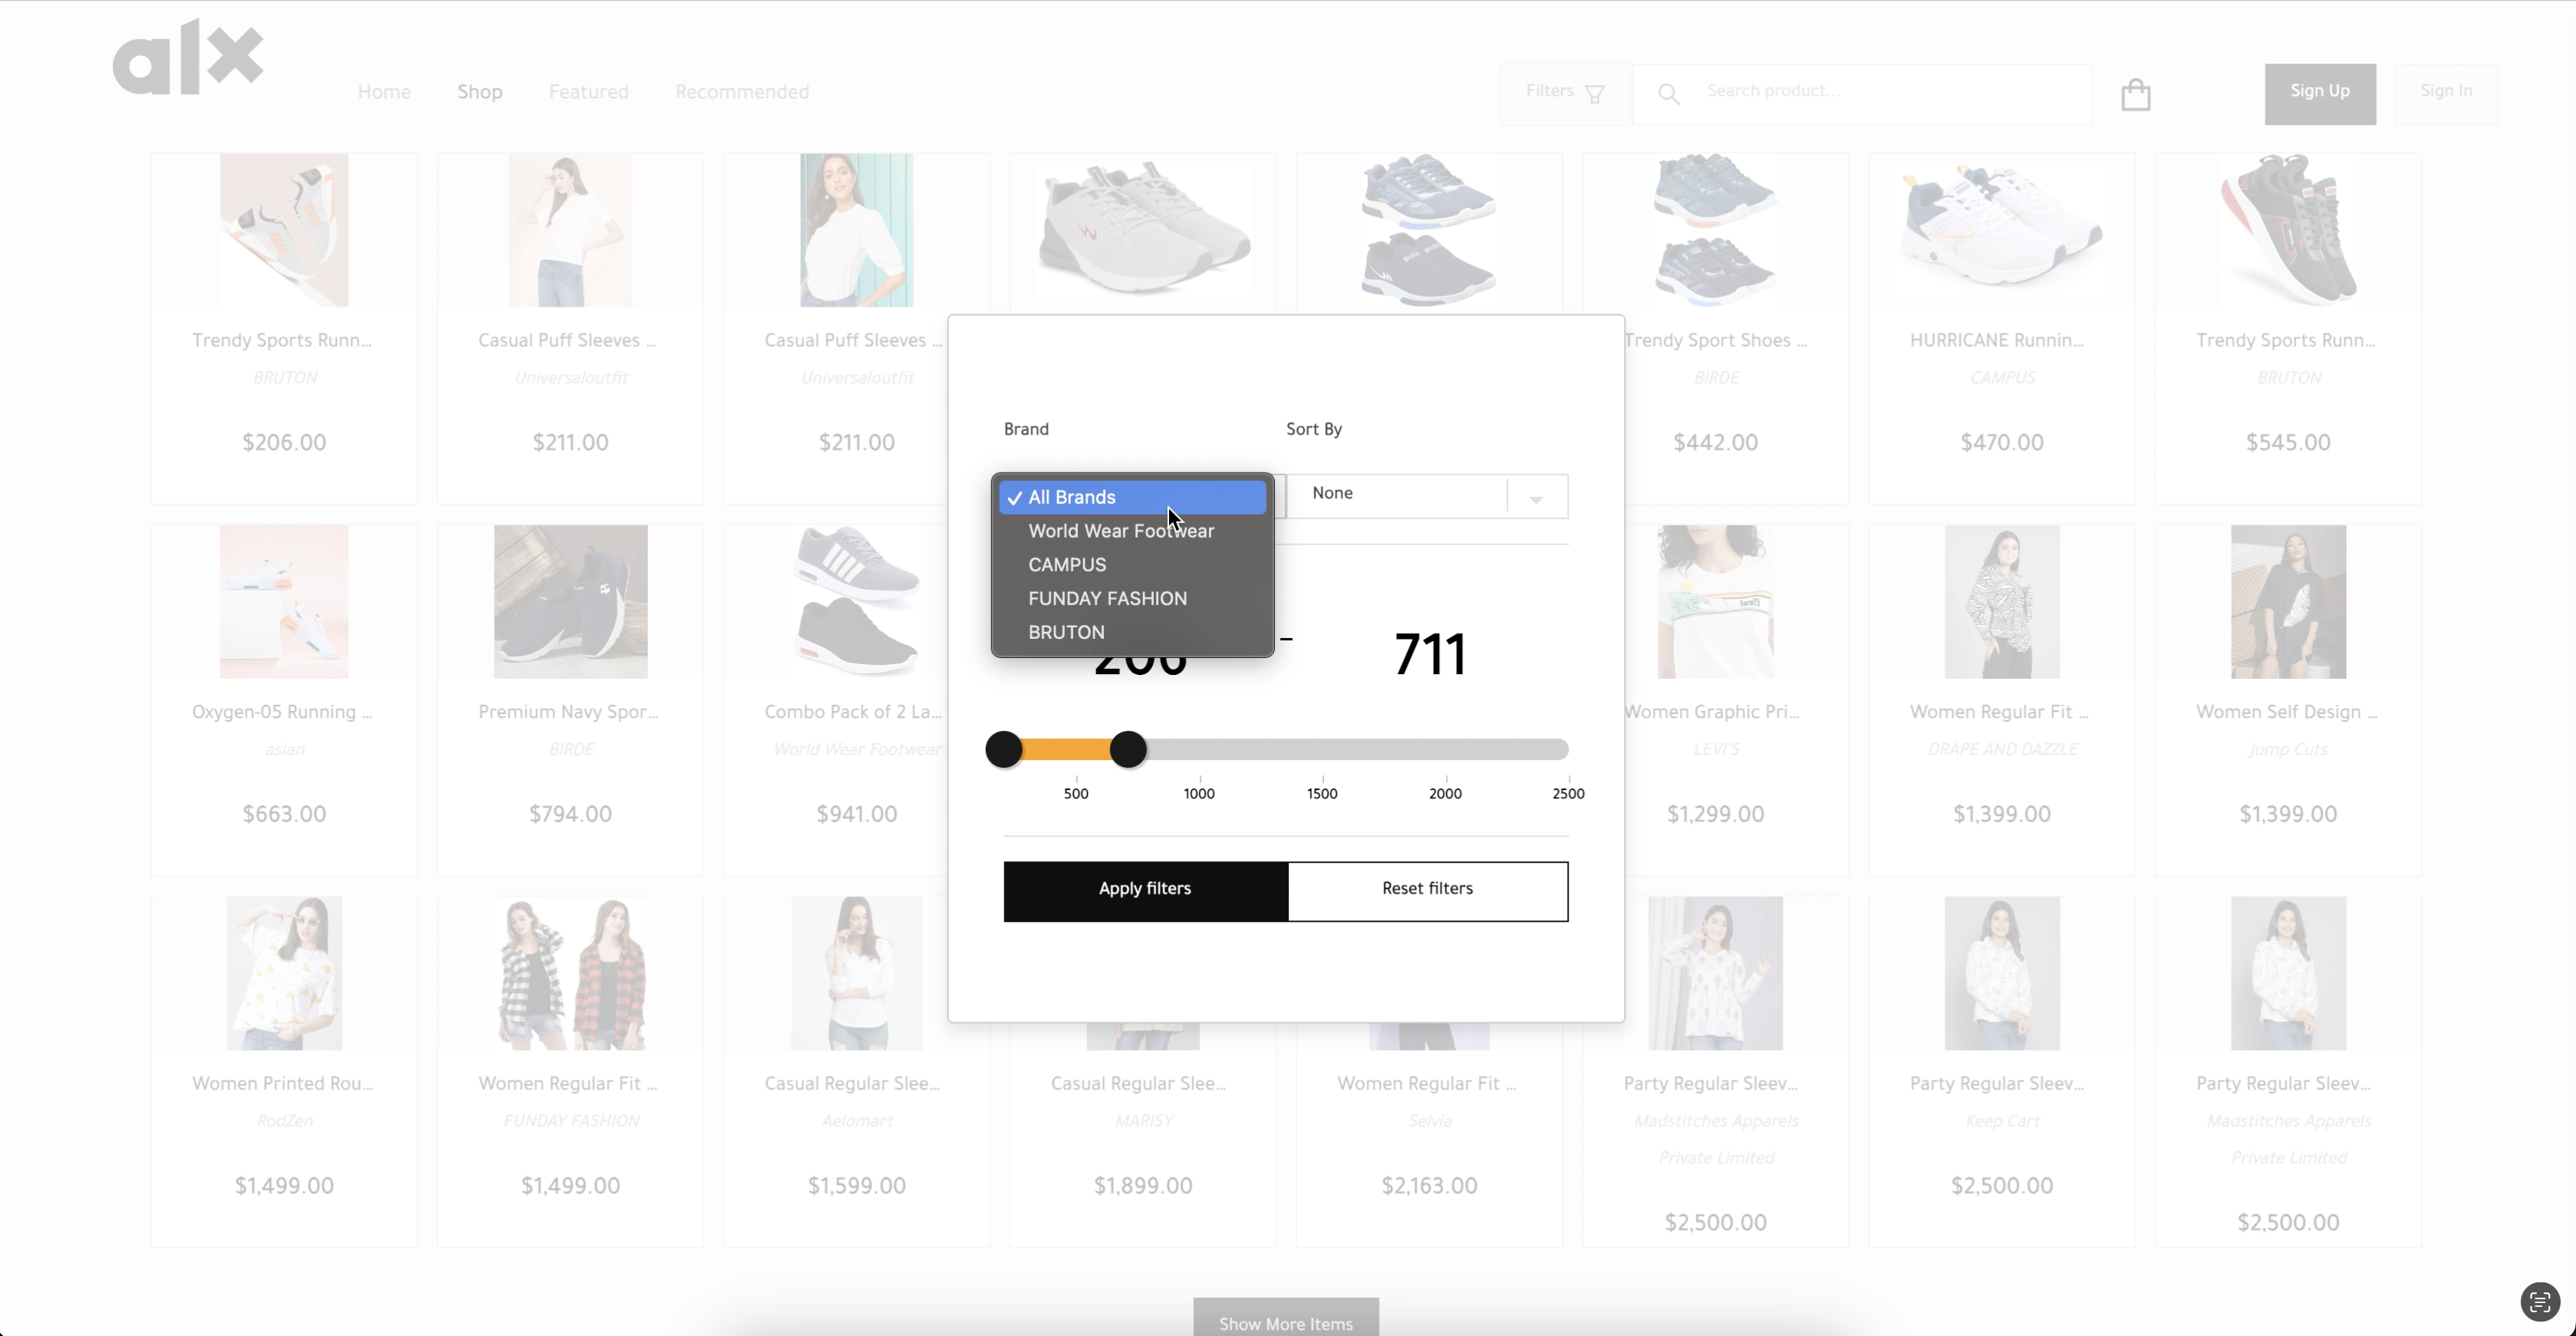 alx
Home
Shop
Featured
Recommended
Filters
Search product...
Sign Up
Sign In
Trendy Sports Runn...
BRUTON
$206.00
Casual Puff Sleeves ...
Universaloutfit
$211.00
Casual Puff Sleeves ...
Universaloutfit
$211.00
Trendy Sport Shoes ...
BIRDE
$442.00
HURRICANE Runnin...
CAMPUS
$470.00
Trendy Sports Runn...
BRUTON
$545.00
Brand
Sort By
✓ All Brands
World Wear Footwear
CAMPUS
FUNDAY FASHION
BRUTON
None
206
-
711
500
1000
1500
2000
2500
Apply filters
Reset filters
Oxygen-05 Running ...
asian
$663.00
Premium Navy Spor...
BIRDE
$794.00
Combo Pack of 2 La...
World Wear Footwear
$941.00
Women Graphic Pri...
LEVI'S
$1,299.00
Women Regular Fit ...
DRAPE AND DAZZLE
$1,399.00
Women Self Design ...
Jump Cuts
$1,399.00
Women Printed Rou...
RodZen
$1,499.00
Women Regular Fit ...
FUNDAY FASHION
$1,499.00
Casual Regular Slee...
Aelomart
$1,599.00
Casual Regular Slee...
MARISY
$1,899.00
Women Regular Fit ...
Selvia
$2,163.00
Party Regular Sleev...
Madstitches Apparels
Private Limited
$2,500.00
Party Regular Sleev...
Keep Cart
$2,500.00
Party Regular Sleev...
Madstitches Apparels
Private Limited
$2,500.00
Show More Items